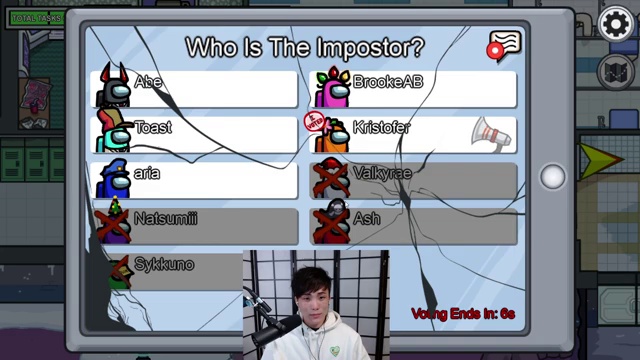 TOTAL TASKS
Who Is The Impostor?
Abe
BrookeAB
Toast
I VOTED
Kristofer
aria
Valkyrae
Natsumiii
Ash
Sykkuno
Voting Ends In: 6s